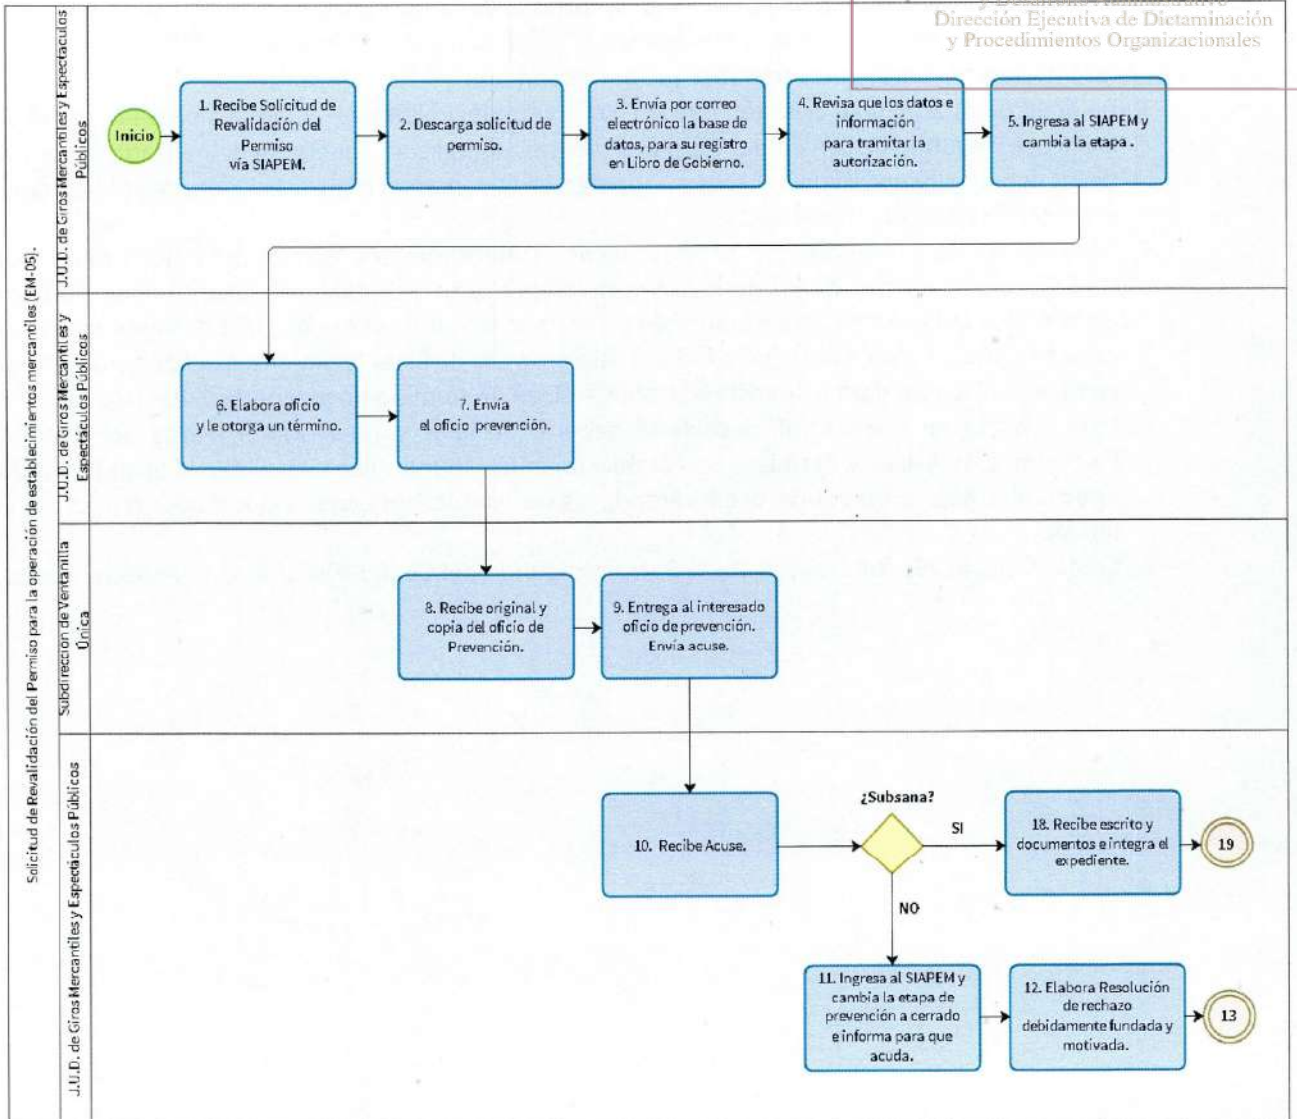 y Desarrollo Administrativo
Dirección Ejecutiva de Dictaminación
y Procedimientos Organizacionales
Solicitud de Revalidación del Permiso para la operación de establecimientos mercantiles (EM-05).
J.U.D. de Giros Mercantiles y Espectáculos
Públicos
Inicio
1. Recibe Solicitud de
Revalidación del
Permiso
vía SIAPEM.
2. Descarga solicitud de
permiso.
3. Envía por correo
electrónico la base de
datos, para su registro
en Libro de Gobierno.
4. Revisa que los datos e
información
para tramitar la
autorización.
5. Ingresa al SIAPEM y
cambia la etapa .
J.U.D. de Giros Mercantiles y
Espectáculos Públicos
6. Elabora oficio
y le otorga un término.
7. Envía
el oficio prevención.
Subdirección de Ventanilla
Única
8. Recibe original y
copia del oficio de
Prevención.
9. Entrega al interesado
oficio de prevención.
Envía acuse.
J.U.D. de Giros Mercantiles y Espectáculos Públicos
10. Recibe Acuse.
¿Subsana?
SI
18. Recibe escrito y
documentos e integra el
expediente.
19
NO
11. Ingresa al SIAPEM y
cambia la etapa de
prevención a cerrado
e informa para que
acuda.
12. Elabora Resolución
de rechazo
debidamente fundada y
motivada.
13